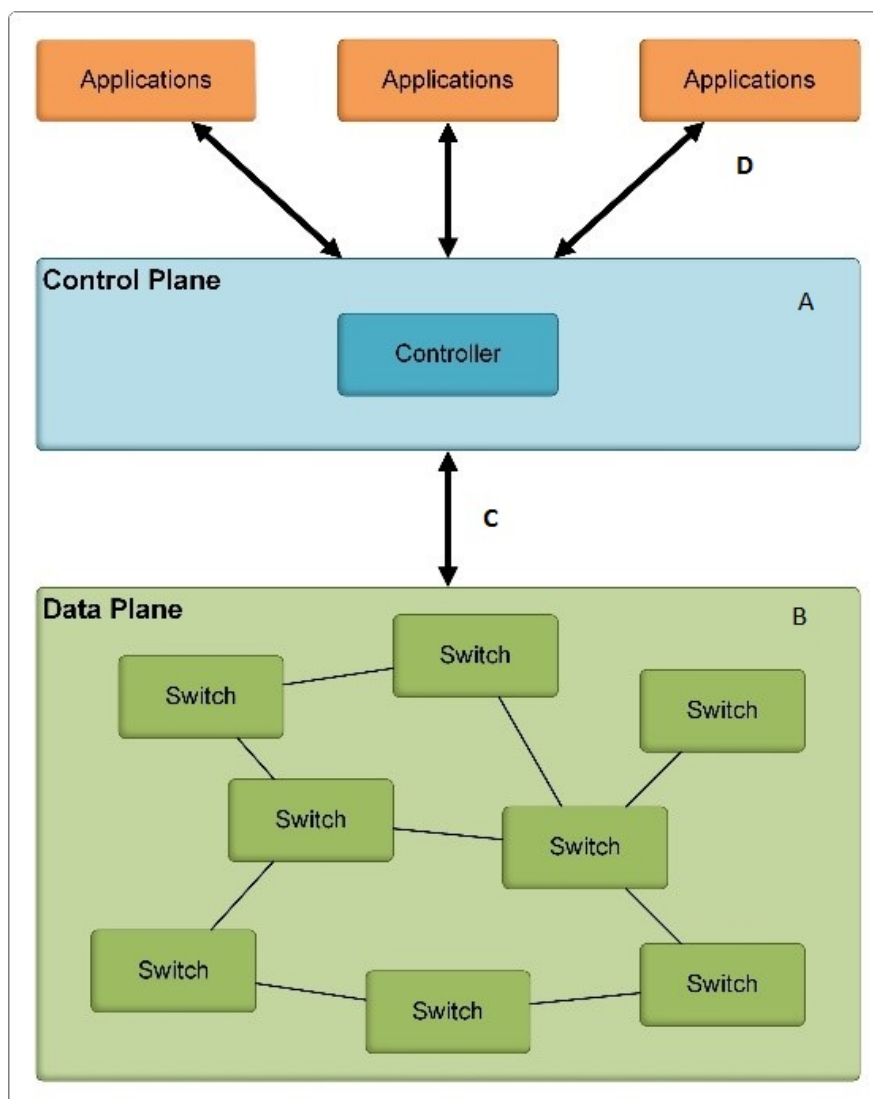 Applications
Applications
Applications
D
Control Plane
A
Controller
C
Data Plane
B
Switch
Switch
Switch
Switch
Switch
Switch
Switch
Switch